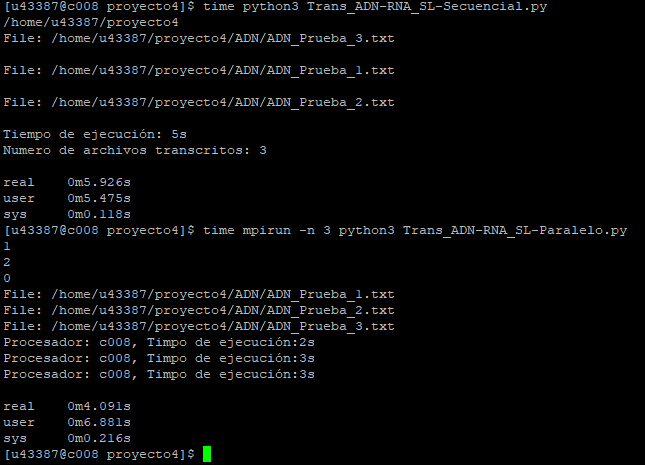 [u43387@c008 proyecto4]$ time python3 Trans_ADN-RNA_SL-Secuencial.py
/home/u43387/proyecto4
File: /home/u43387/proyecto4/ADN/ADN_Prueba_3.txt
File: /home/u43387/proyecto4/ADN/ADN_Prueba_1.txt
File: /home/u43387/proyecto4/ADN/ADN_Prueba_2.txt
Tiempo de ejecución: 5s
Numero de archivos transcritos: 3
real    0m5.926s
user    0m5.475s
sys     0m0.118s
[u43387@c008 proyecto4]$ time mpirun -n 3 python3 Trans_ADN-RNA_SL-Paralelo.py
1
2
0
File: /home/u43387/proyecto4/ADN/ADN_Prueba_1.txt
File: /home/u43387/proyecto4/ADN/ADN_Prueba_2.txt
File: /home/u43387/proyecto4/ADN/ADN_Prueba_3.txt
Procesador: c008, Timpo de ejecución:2s
Procesador: c008, Timpo de ejecución:3s
Procesador: c008, Timpo de ejecución:3s
real    0m4.091s
user    0m6.881s
sys     0m0.216s
[u43387@c008 proyecto4]$